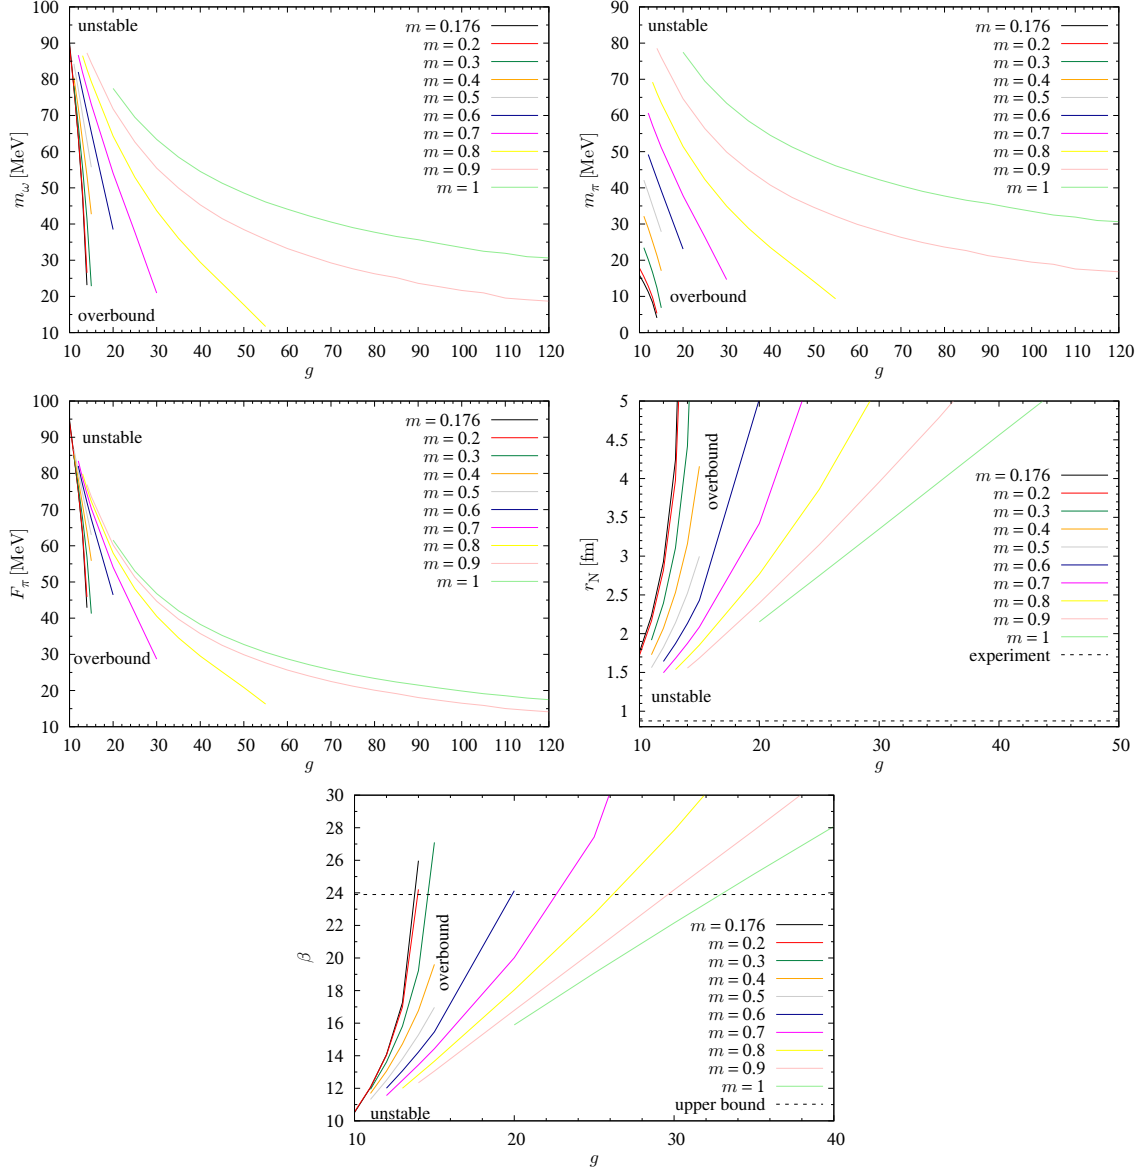 100
90
80
70
60
50
40
30
20
10
m_ω [MeV]
unstable
overbound
m = 0.176
m = 0.2
m = 0.3
m = 0.4
m = 0.5
m = 0.6
m = 0.7
m = 0.8
m = 0.9
m = 1
10 20 30 40 50 60 70 80 90 100 110 120
g
90
80
70
60
50
40
30
20
10
0
m_π [MeV]
unstable
overbound
m = 0.176
m = 0.2
m = 0.3
m = 0.4
m = 0.5
m = 0.6
m = 0.7
m = 0.8
m = 0.9
m = 1
10 20 30 40 50 60 70 80 90 100 110 120
g
100
90
80
70
60
50
40
30
20
10
F_π [MeV]
unstable
overbound
m = 0.176
m = 0.2
m = 0.3
m = 0.4
m = 0.5
m = 0.6
m = 0.7
m = 0.8
m = 0.9
m = 1
10 20 30 40 50 60 70 80 90 100 110 120
g
5
4.5
4
3.5
3
2.5
2
1.5
1
r_N [fm]
overbound
unstable
m = 0.176
m = 0.2
m = 0.3
m = 0.4
m = 0.5
m = 0.6
m = 0.7
m = 0.8
m = 0.9
m = 1
experiment
10 20 30 40 50
g
30
28
26
24
22
20
18
16
14
12
10
β
overbound
unstable
m = 0.176
m = 0.2
m = 0.3
m = 0.4
m = 0.5
m = 0.6
m = 0.7
m = 0.8
m = 0.9
m = 1
upper bound
10 20 30 40
g